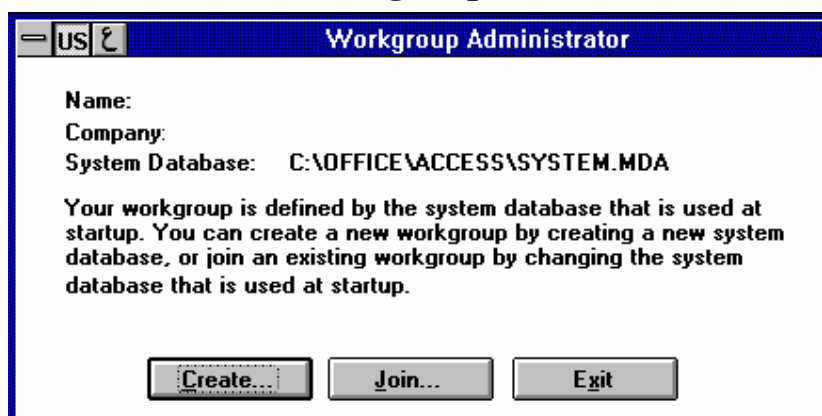 US ع Workgroup Administrator
Name:
Company:
System Database: C:\OFFICE\ACCESS\SYSTEM.MDA
Your workgroup is defined by the system database that is used at
startup. You can create a new workgroup by creating a new system
database, or join an existing workgroup by changing the system
database that is used at startup.
Create... Join... Exit